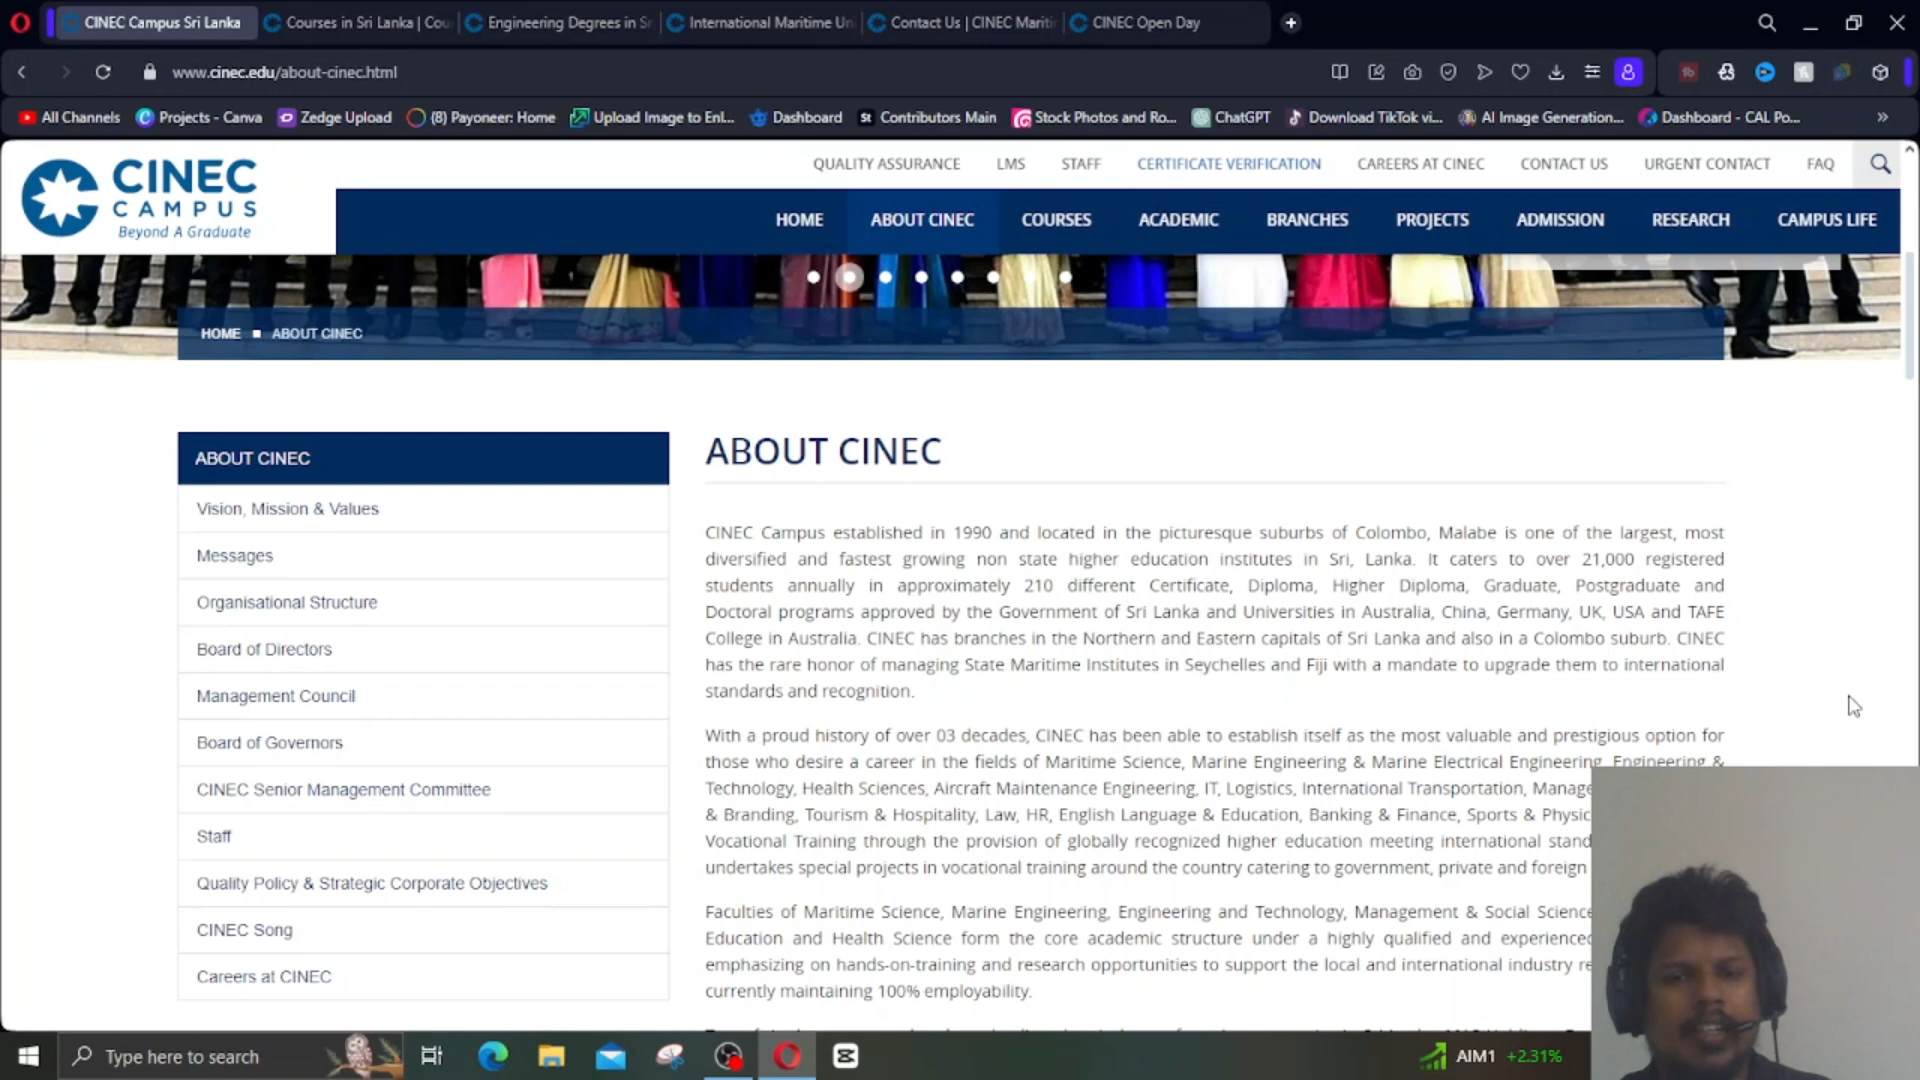 CINEC Campus Sri Lanka
Courses in Sri Lanka | Cou
Engineering Degrees in Sr
International Maritime Un
Contact Us | CINEC Mariti
CINEC Open Day
www.cinec.edu/about-cinec.html
All Channels
Projects - Canva
Zedge Upload
(8) Payoneer: Home
Upload Image to Enl...
Dashboard
St
Contributors Main
Stock Photos and Ro...
ChatGPT
Download TikTok vi...
AI Image Generation...
Dashboard - CAL Po...
CINEC
CAMPUS
Beyond A Graduate
QUALITY ASSURANCE
LMS
STAFF
CERTIFICATE VERIFICATION
CAREERS AT CINEC
CONTACT US
URGENT CONTACT
FAQ
HOME
ABOUT CINEC
COURSES
ACADEMIC
BRANCHES
PROJECTS
ADMISSION
RESEARCH
CAMPUS LIFE
HOME ■ ABOUT CINEC
ABOUT CINEC
Vision, Mission & Values
Messages
Organisational Structure
Board of Directors
Management Council
Board of Governors
CINEC Senior Management Committee
Staff
Quality Policy & Strategic Corporate Objectives
CINEC Song
Careers at CINEC
ABOUT CINEC
CINEC Campus established in 1990 and located in the picturesque suburbs of Colombo, Malabe is one of the largest, most
diversified and fastest growing non state higher education institutes in Sri, Lanka. It caters to over 21,000 registered
students annually in approximately 210 different Certificate, Diploma, Higher Diploma, Graduate, Postgraduate and
Doctoral programs approved by the Government of Sri Lanka and Universities in Australia, China, Germany, UK, USA and TAFE
College in Australia. CINEC has branches in the Northern and Eastern capitals of Sri Lanka and also in a Colombo suburb. CINEC
has the rare honor of managing State Maritime Institutes in Seychelles and Fiji with a mandate to upgrade them to international
standards and recognition.
With a proud history of over 03 decades, CINEC has been able to establish itself as the most valuable and prestigious option for
those who desire a career in the fields of Maritime Science, Marine Engineering & Marine Electrical Engineering, Engineering &
Technology, Health Sciences, Aircraft Maintenance Engineering, IT, Logistics, International Transportation, Manage
& Branding, Tourism & Hospitality, Law, HR, English Language & Education, Banking & Finance, Sports & Physic
Vocational Training through the provision of globally recognized higher education meeting international stand
undertakes special projects in vocational training around the country catering to government, private and foreign
Faculties of Maritime Science, Marine Engineering, Engineering and Technology, Management & Social Science
Education and Health Science form the core academic structure under a highly qualified and experienced
emphasizing on hands-on-training and research opportunities to support the local and international industry re
currently maintaining 100% employability.
Type here to search
AIM1 +2.31%